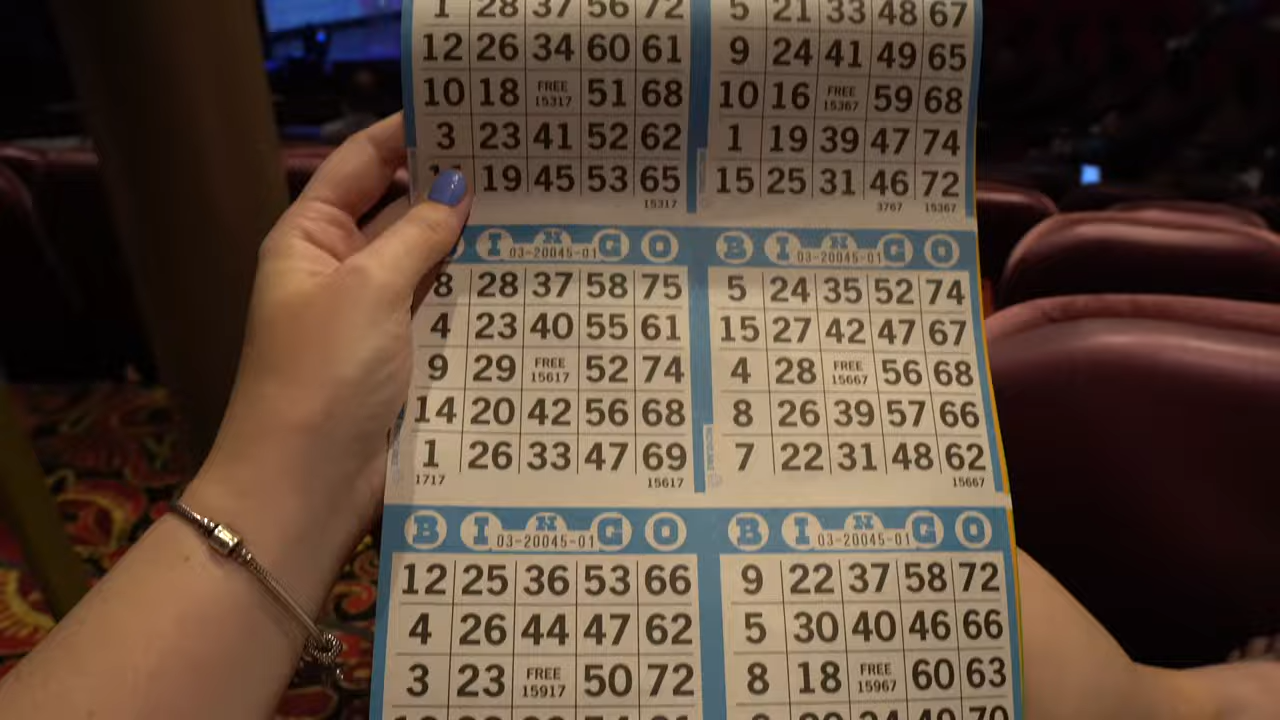 1 28 37 56 72
12 26 34 60 61
10 18 FREE 15317 51 68
3 23 41 52 62
19 45 53 65
15317
5 21 33 48 67
9 24 41 49 65
10 16 FREE 15367 59 68
1 19 39 47 74
15 25 31 46 72
3767 15367
I N G O
03-20045-01
8 28 37 58 75
4 23 40 55 61
9 29 FREE 15617 52 74
14 20 42 56 68
1 26 33 47 69
1717 15617
B I N G O
03-20045-01
5 24 35 52 74
15 27 42 47 67
4 28 FREE 15667 56 68
8 26 39 57 66
7 22 31 48 62
15667
B I N G O
03-20045-01
12 25 36 53 66
4 26 44 47 62
3 23 FREE 15917 50 72
B I N G O
03-20045-01
9 22 37 58 72
5 30 40 46 66
8 18 FREE 15967 60 63